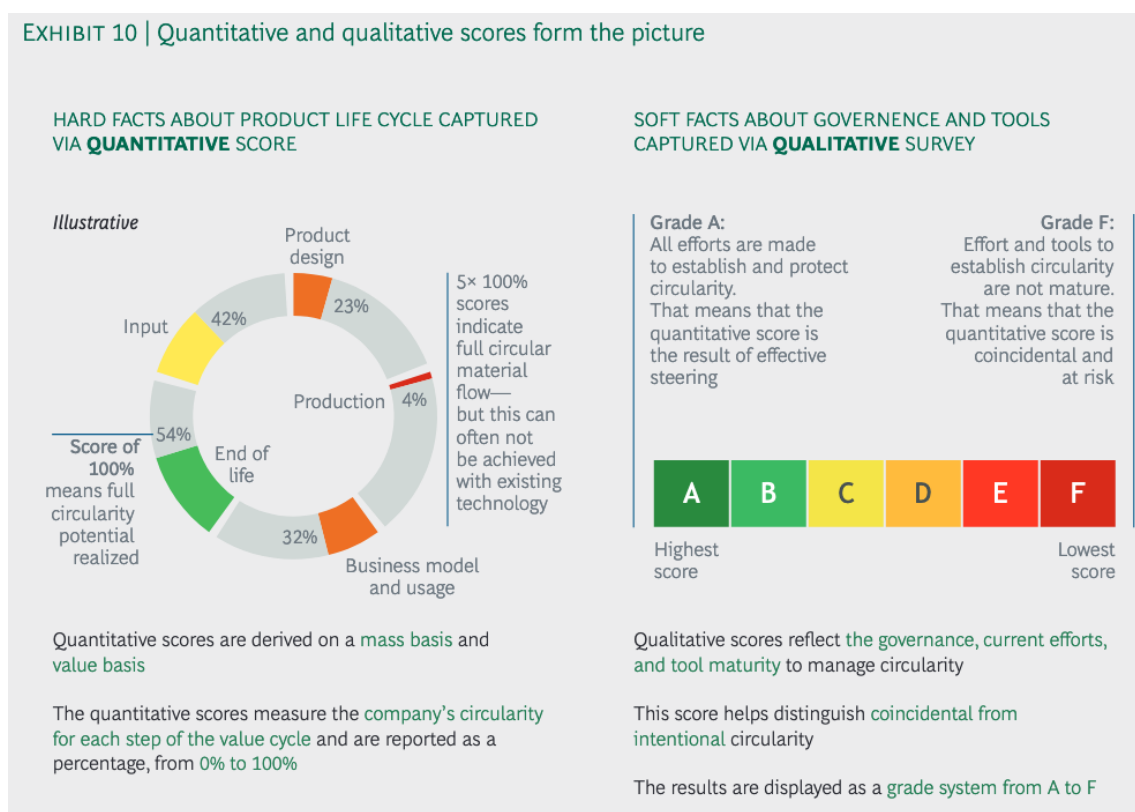 EXHIBIT 10 | Quantitative and qualitative scores form the picture
HARD FACTS ABOUT PRODUCT LIFE CYCLE CAPTURED
VIA QUANTITATIVE SCORE
Illustrative
Product
design
23%
42%
Input
Production
4%
54%
End of
life
32%
Business model
and usage
Score of
100%
means full
circularity
potential
realized
5× 100%
scores
indicate
full circular
material
flow—
but this can
often not
be achieved
with existing
technology
Quantitative scores are derived on a mass basis and
value basis
The quantitative scores measure the company's circularity
for each step of the value cycle and are reported as a
percentage, from 0% to 100%
SOFT FACTS ABOUT GOVERNENCE AND TOOLS
CAPTURED VIA QUALITATIVE SURVEY
Grade A:
All efforts are made
to establish and protect
circularity.
That means that the
quantitative score is
the result of effective
steering
Grade F:
Effort and tools to
establish circularity
are not mature.
That means that the
quantitative score is
coincidental and
at risk
A B C D E F
Highest
score
Lowest
score
Qualitative scores reflect the governance, current efforts,
and tool maturity to manage circularity
This score helps distinguish coincidental from
intentional circularity
The results are displayed as a grade system from A to F